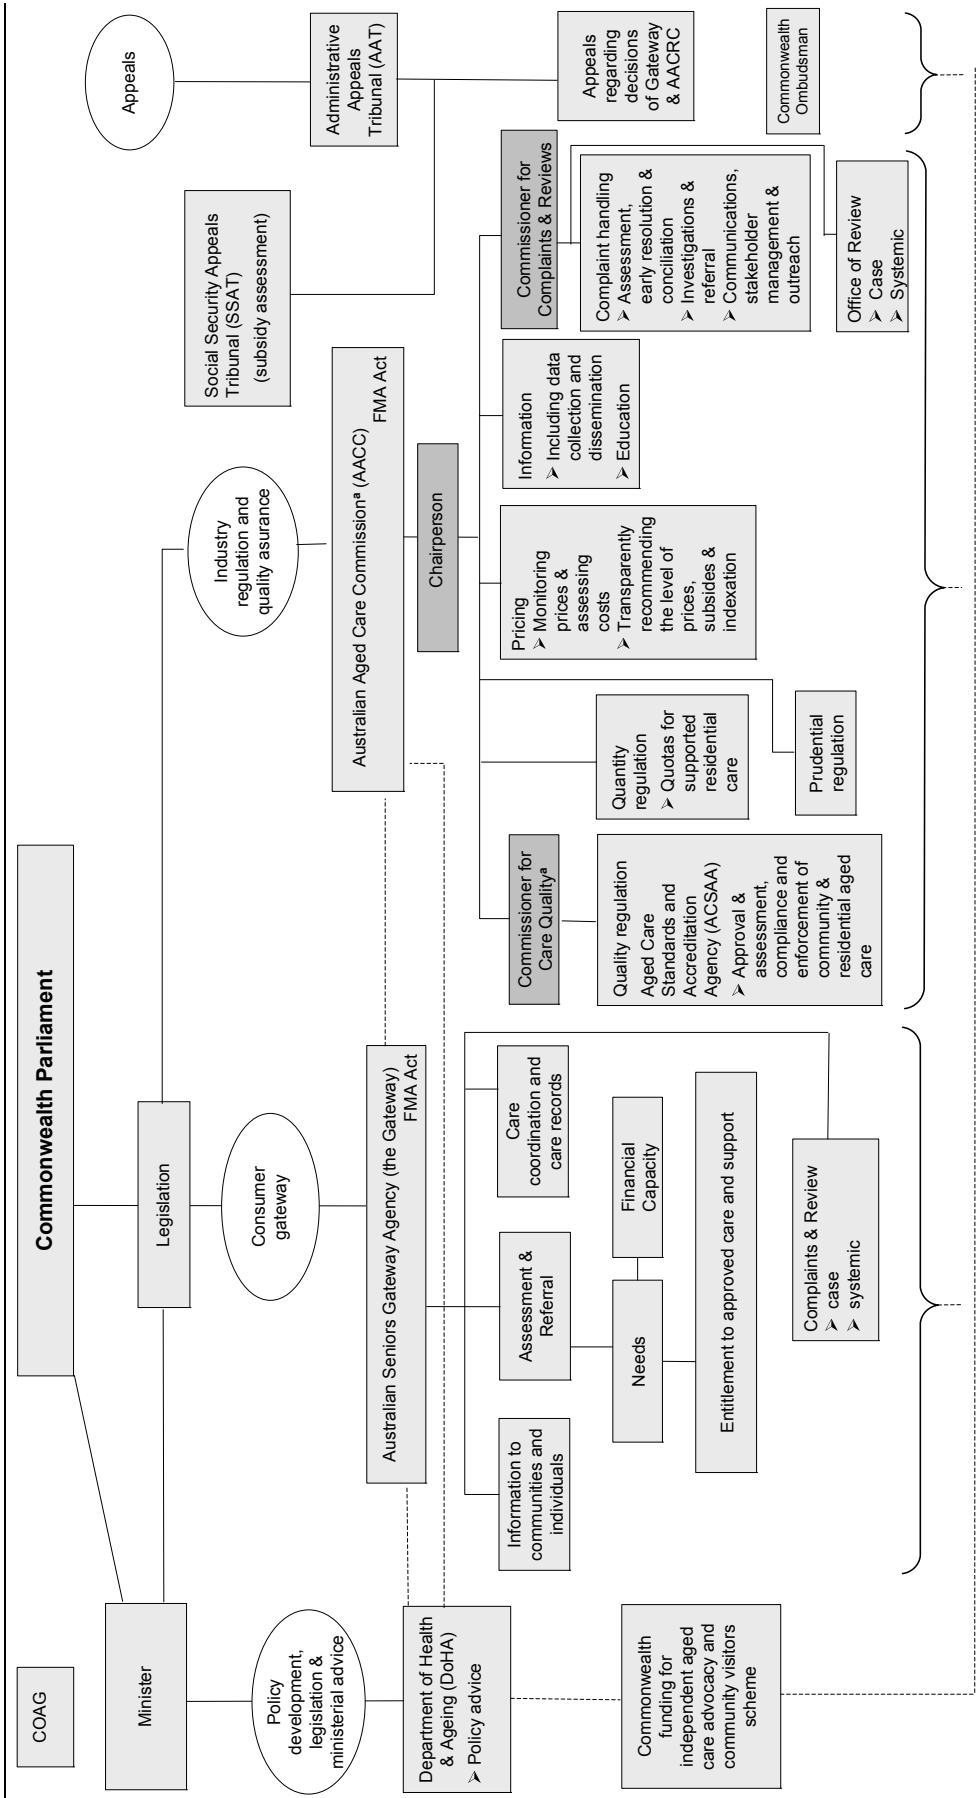 COAG
Commonwealth Parliament
Minister
Legislation
Policy
development,
legislation &
ministerial advice
Consumer
gateway
Industry
regulation and
quality asurance
Appeals
Social Security Appeals
Tribunal (SSAT)
(subsidy assessment)
Administrative
Appeals
Tribunal (AAT)
Department of Health
& Ageing (DoHA)
➢ Policy advice
Australian Seniors Gateway Agency (the Gateway)
FMA Act
Australian Aged Care Commissionᵃ (AACC)
FMA Act
Chairperson
Information to
communities and
individuals
Assessment &
Referral
Care
coordination and
care records
Needs
Financial
Capacity
Entitlement to approved care and support
Complaints & Review
➢ case
➢ systemic
Commissioner for
Care Qualityᵃ
Quality regulation
Aged Care
Standards and
Accreditation
Agency (ACSAA)
➢ Approval &
assessment,
compliance and
enforcement of
community &
residential aged
care
Quantity
regulation
➢ Quotas for
supported
residential
care
Prudential
regulation
Pricing
➢ Monitoring
prices &
assessing
costs
➢ Transparently
recommending
the level of
prices,
subsides &
indexation
Information
➢ Including data
collection and
dissemination
➢ Education
Commissioner for
Complaints & Reviews
Complaint handling
➢ Assessment,
early resolution &
conciliation
➢ Investigations &
referral
➢ Communications,
stakeholder
management &
outreach
Office of Review
➢ Case
➢ Systemic
Appeals
regarding
decisions
of Gateway
& AACRC
Commonwealth
Ombudsman
Commonwealth
funding for
independent aged
care advocacy and
community visitors
scheme